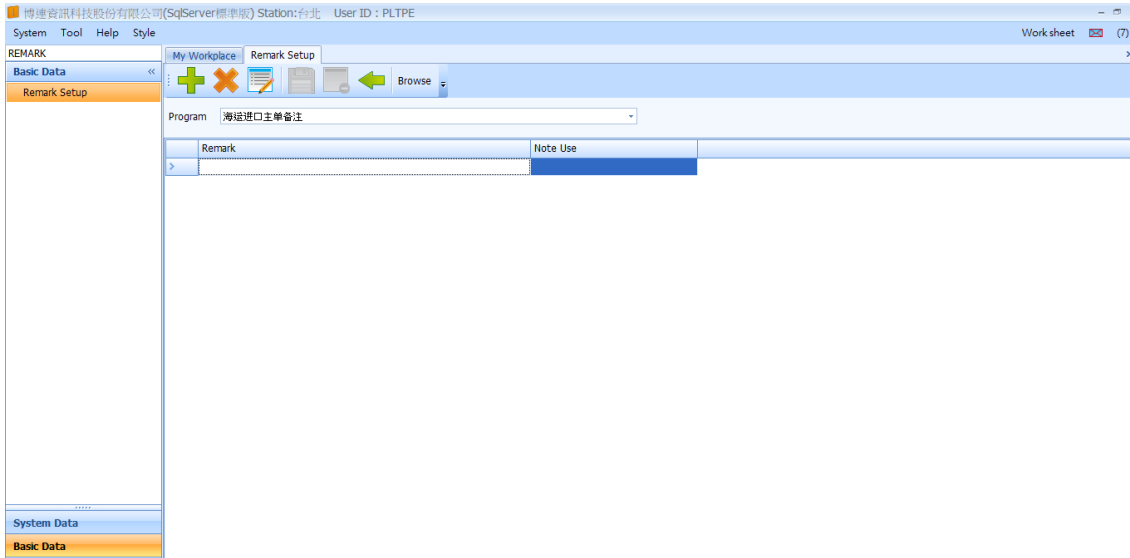 博連資訊科技股份有限公司(SqlServer標準版) Station:台北 User ID : PLTPE
System Tool Help Style Work sheet (7)
REMARK
My Workplace Remark Setup
Basic Data «
Browse
Remark Setup
Program 海运进口主单备注
Remark Note Use
>
System Data
Basic Data